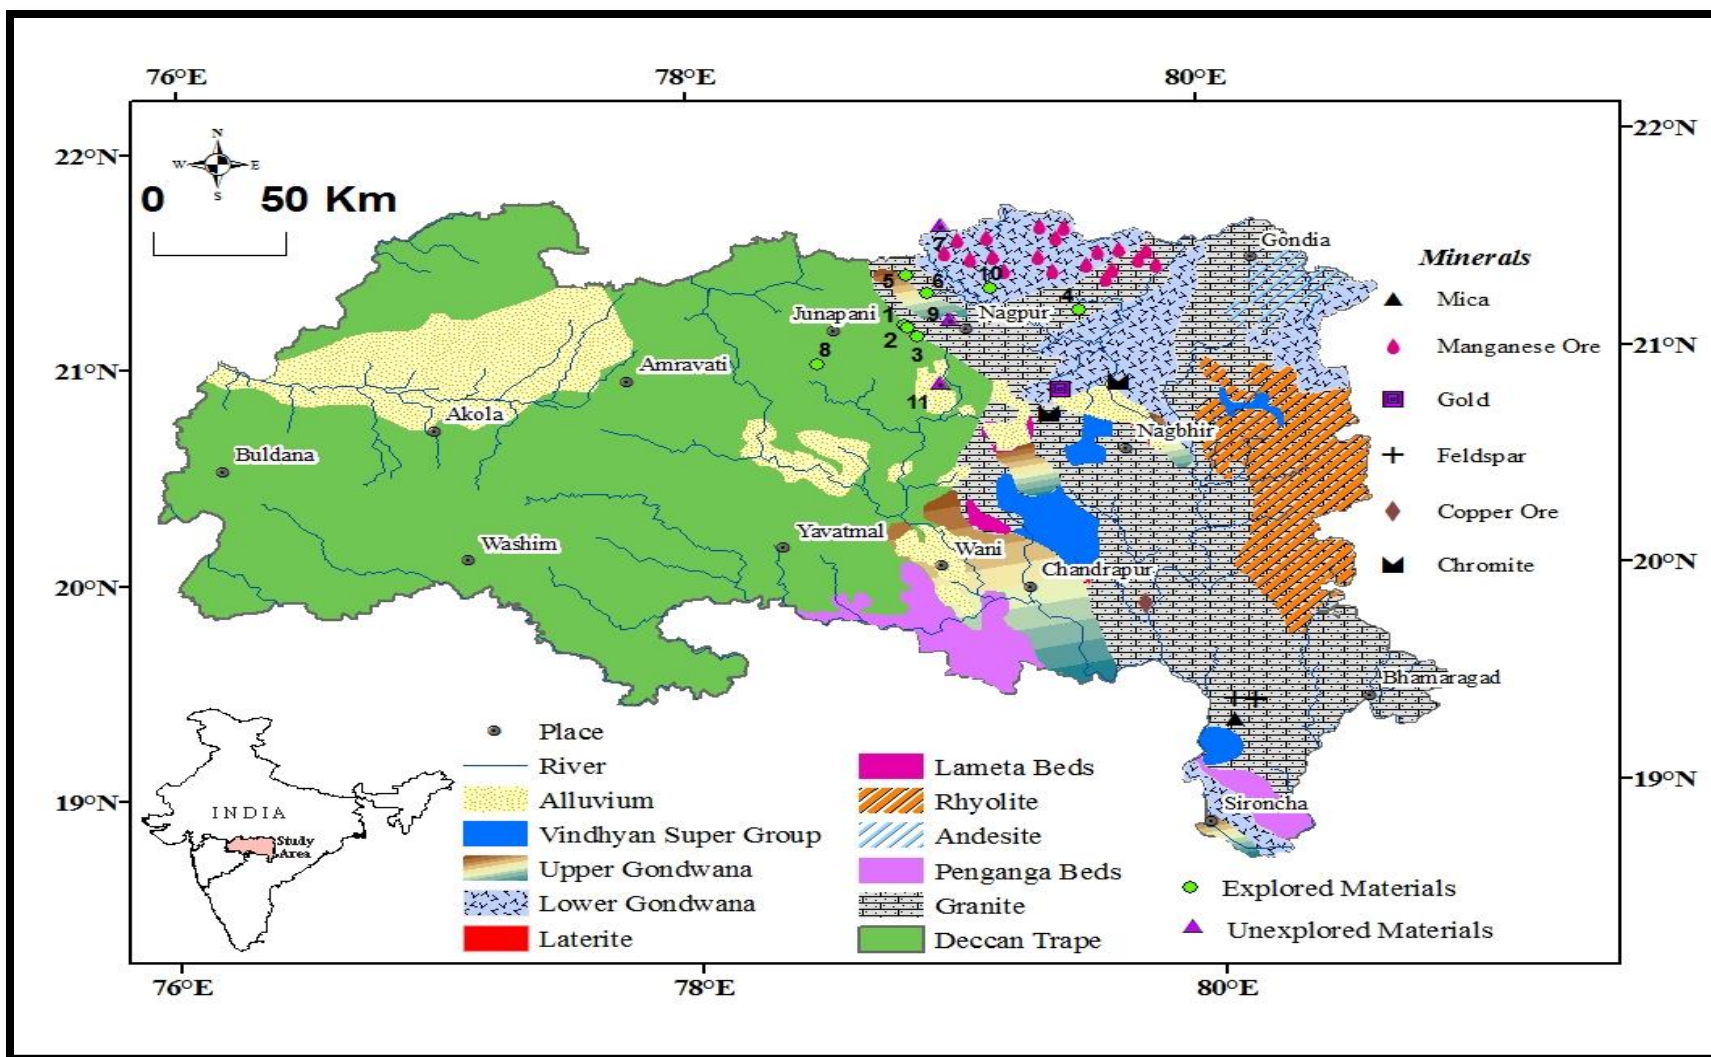 76°E 78°E 80°E
22°N 22°N
N
W E
S
0 50 Km
Gondia
7
Minerals
5 6 10
Mica
4
1 9 Nagpur
Junapani
2
3
8
Manganese Ore
21°N 21°N
Amravati
11
Gold
Akola
Nagbhir
Buldana
Feldspar
Copper Ore
Yavatmal
Washim
Wani
Chandrapur
Chromite
20°N 20°N
Bhamaragad
Place
River
Alluvium
Vindhyan Super Group
Upper Gondwana
Lower Gondwana
Laterite
Lameta Beds
Rhyolite
Andesite
Penganga Beds
Granite
Deccan Trape
19°N 19°N
Sironcha
INDIA
Study
Area
Explored Materials
Unexplored Materials
76°E 78°E 80°E